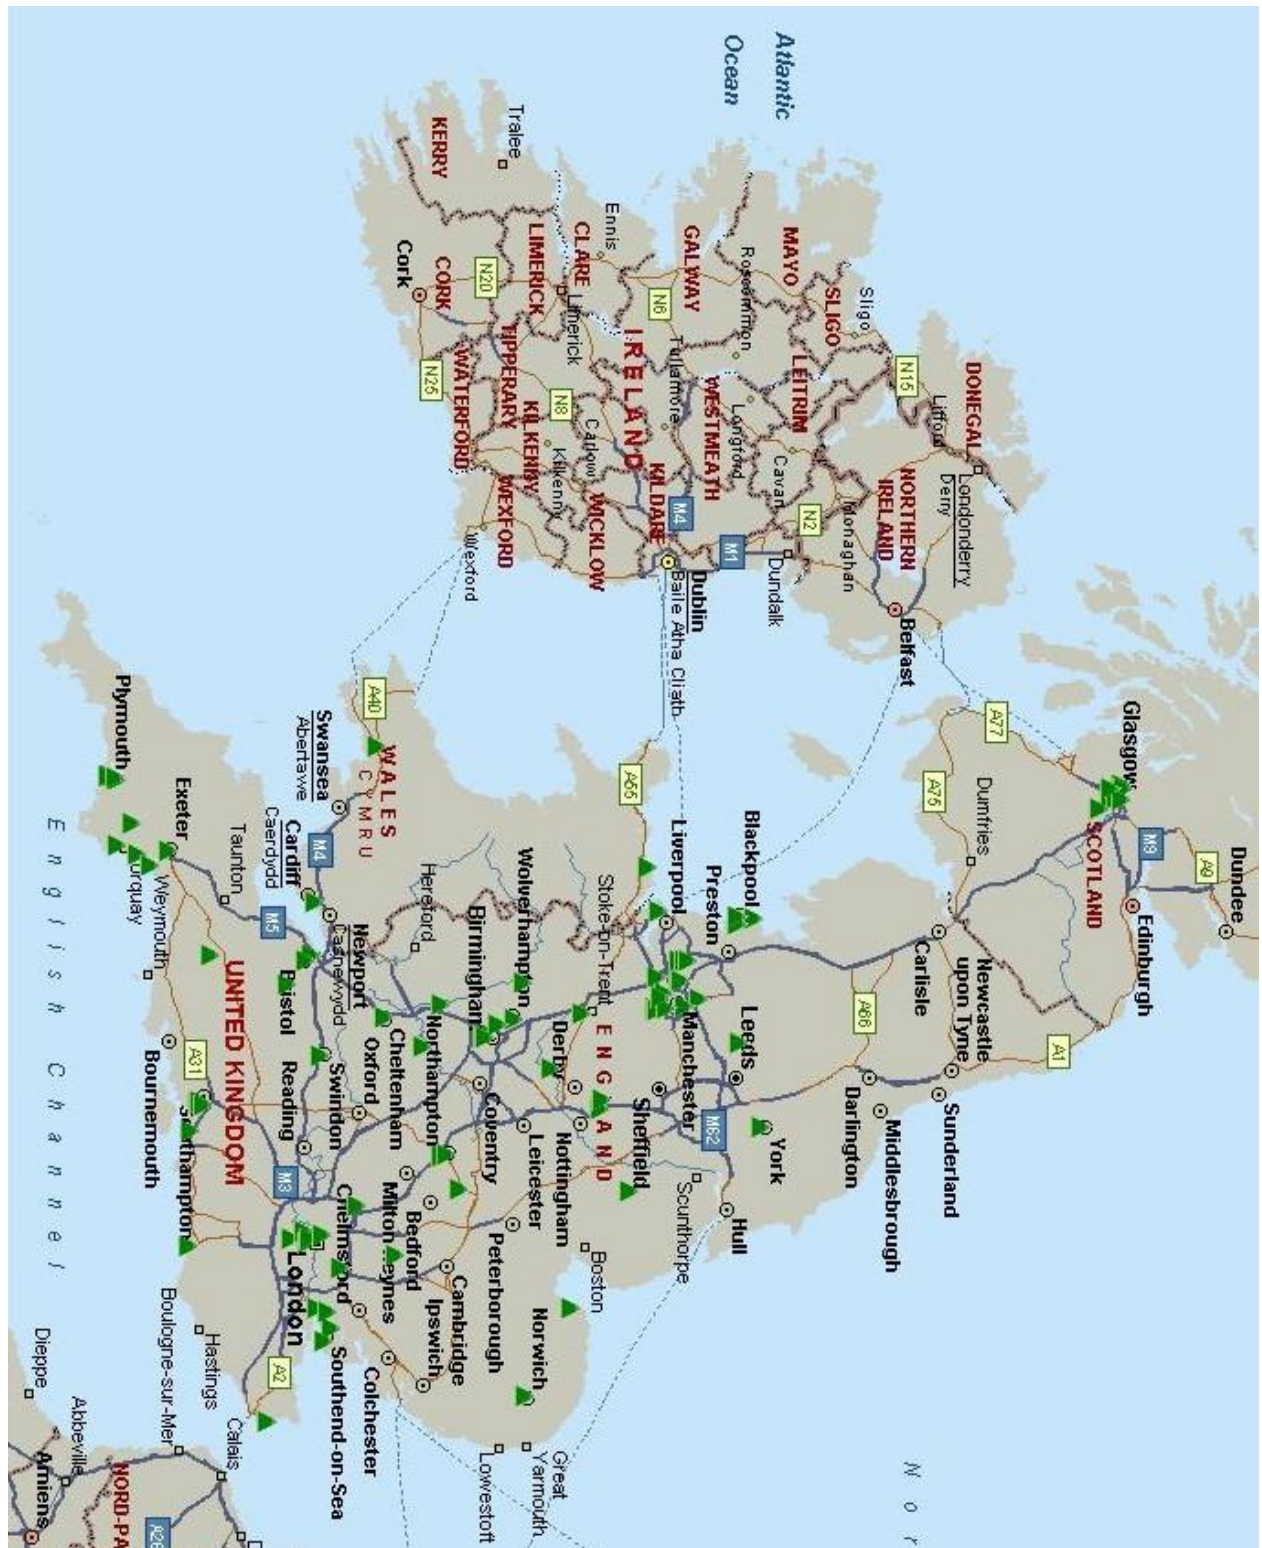 Atlantic
Ocean
DONEGAL
Londonderry
Derry
Lifford
N15
NORTHERN
IRELAND
Belfast
Sligo
SLIGO
MAYO
LEITRIM
Cavan
Monaghan
N2
Dundalk
Roscommon
Longford
WESTMEATH
M1
GALWAY
Tullamore
M4
Dublin
Baile Atha Cliath
N6
IRELAND
KILDARE
Ennis
CLARE
Limerick
Carlow
WICKLOW
LIMERICK
N8
Kilkenny
KILKENNY
TIPPERARY
WEXFORD
Wexford
Tralee
KERRY
N20
CORK
Cork
WATERFORD
N25
Dundee
A9
M9
Edinburgh
Glasgow
SCOTLAND
A77
Dumfries
A75
A1
Newcastle
upon Tyne
Carlisle
Sunderland
Middlesbrough
Darlington
A66
Blackpool
Preston
Leeds
York
M62
Hull
Liverpool
Manchester
Scunthorpe
Sheffield
A55
Stoke-on-Trent
ENGLAND
Boston
Derby
Nottingham
Wolverhampton
Leicester
Norwich
Great
Yarmouth
Birmingham
Coventry
Peterborough
Lowestoft
Northampton
Cambridge
Hereford
Bedford
Ipswich
Cheltenham
Milton Keynes
WALES
CYMRU
A40
Oxford
Colchester
Newport
Casnewydd
Swindon
Chelmsford
Southend-on-Sea
Swansea
Abertawe
M4
Cardiff
Caerdydd
Bristol
Reading
M3
London
M5
A2
Taunton
UNITED KINGDOM
Exeter
A31
Southampton
Weymouth
Bournemouth
Hastings
Plymouth
English Channel
Calais
Boulogne-sur-Mer
Abbeville
Dieppe
Amiens
NORD-PA
Nor